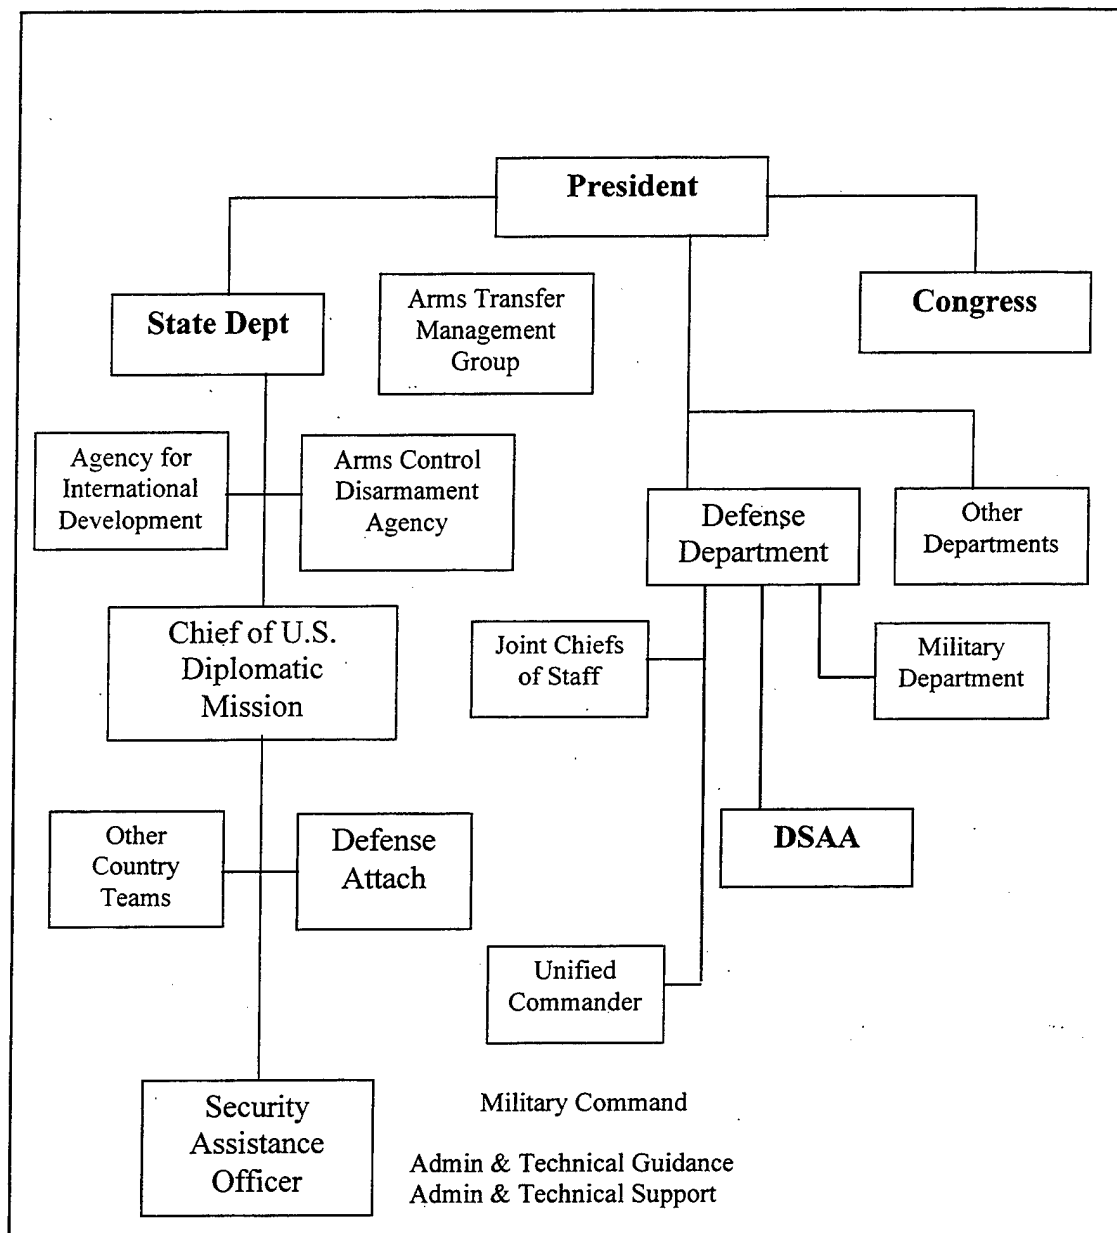 President
State Dept
Arms Transfer
Management
Group
Congress
Agency for
International
Development
Arms Control
Disarmament
Agency
Defense
Department
Other
Departments
Chief of U.S.
Diplomatic
Mission
Joint Chiefs
of Staff
Military
Department
Other
Country
Teams
Defense
Attach
DSAA
Unified
Commander
Security
Assistance
Officer
Military Command
Admin & Technical Guidance
Admin & Technical Support